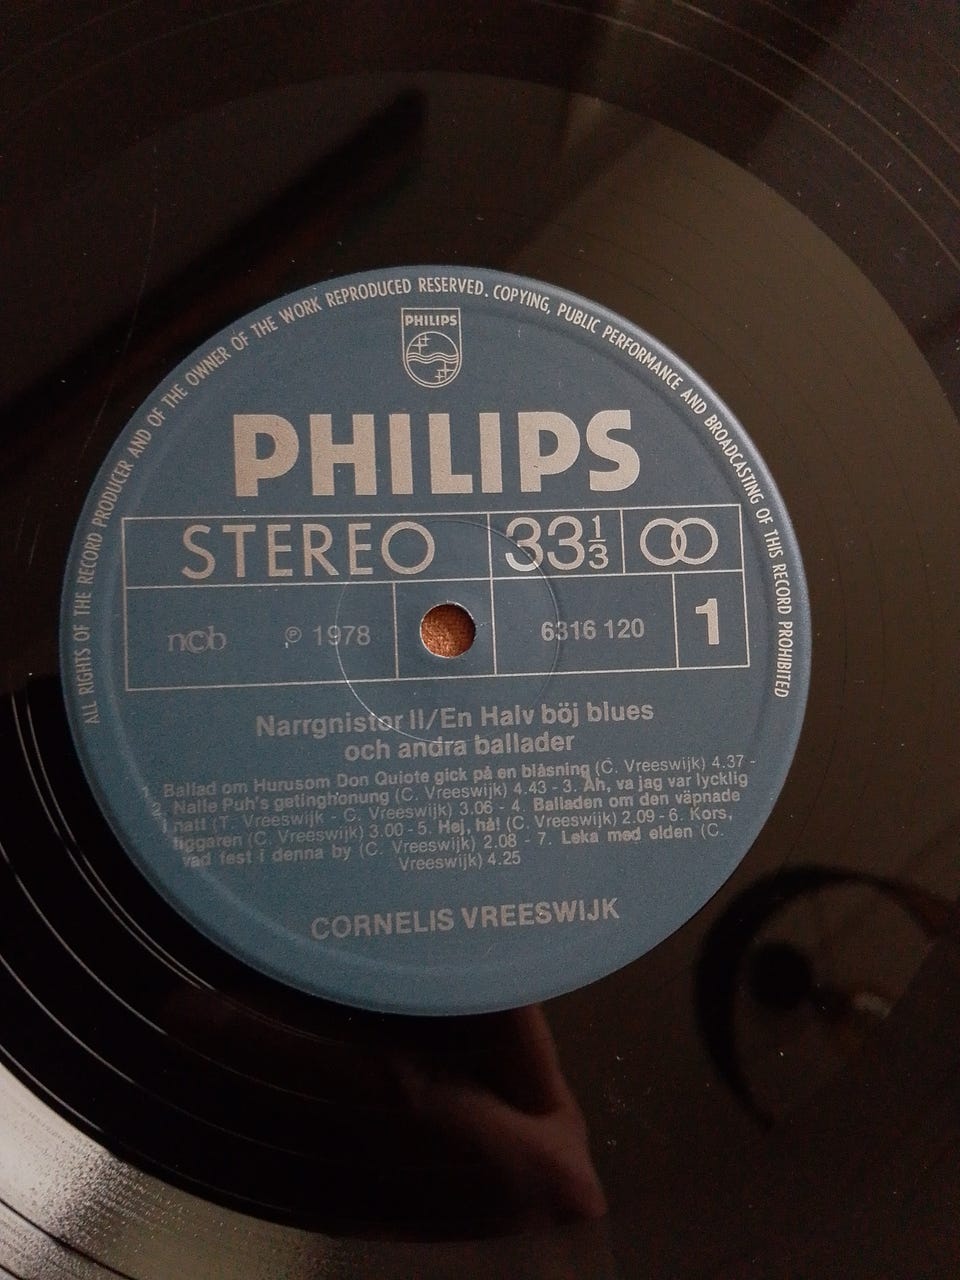 ALL RIGHTS OF THE RECORD PRODUCER AND OF THE OWNER OF THE WORK REPRODUCED RESERVED. COPYING, PUBLIC PERFORMANCE AND BROADCASTING OF THIS RECORD PROHIBITED
PHILIPS
PHILIPS
STEREO 33 1/3
ncb ℗ 1978 6316 120 1
Narrgnistor II/En Halv böj blues
och andra ballader
1. Ballad om Hurusom Don Quiote gick på en blåsning (C. Vreeswijk) 4.37 -
2. Nalle Puh's getinghonung (C. Vreeswijk) 4.43 - 3. Åh, va jag var lycklig
i natt (T. Vreeswijk - C. Vreeswijk) 3.06 - 4. Balladen om den väpnade
tiggaren (C. Vreeswijk) 3.00 - 5. Hej, hå! (C. Vreeswijk) 2.09 - 6. Kors,
vad fest i denna by (C. Vreeswijk) 2.08 - 7. Leka med elden (C.
Vreeswijk) 4.25
CORNELIS VREESWIJK